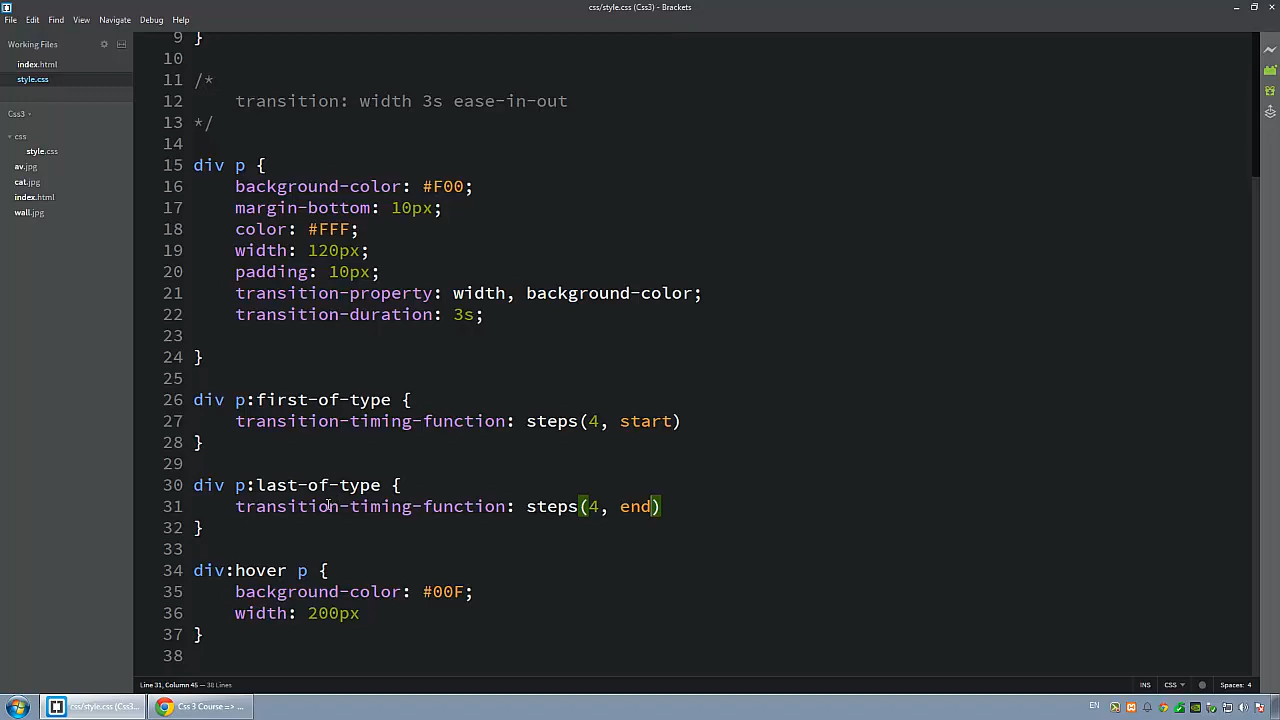 css/style.css (Css3) - Brackets
File Edit Find View Navigate Debug Help
Working Files
index.html
style.css
Css3
css
style.css
av.jpg
cat.jpg
index.html
wall.jpg
9 }
10
11 /*
12 transition: width 3s ease-in-out
13 */
14
15 div p {
16 background-color: #F00;
17 margin-bottom: 10px;
18 color: #FFF;
19 width: 120px;
20 padding: 10px;
21 transition-property: width, background-color;
22 transition-duration: 3s;
23
24 }
25
26 div p:first-of-type {
27 transition-timing-function: steps(4, start)
28 }
29
30 div p:last-of-type {
31 transition-timing-function: steps(4, end)
32 }
33
34 div:hover p {
35 background-color: #00F;
36 width: 200px
37 }
38
Line 31, Column 45 — 38 Lines
INS CSS Spaces: 4
css/style.css (Css3... Css 3 Course => ... EN